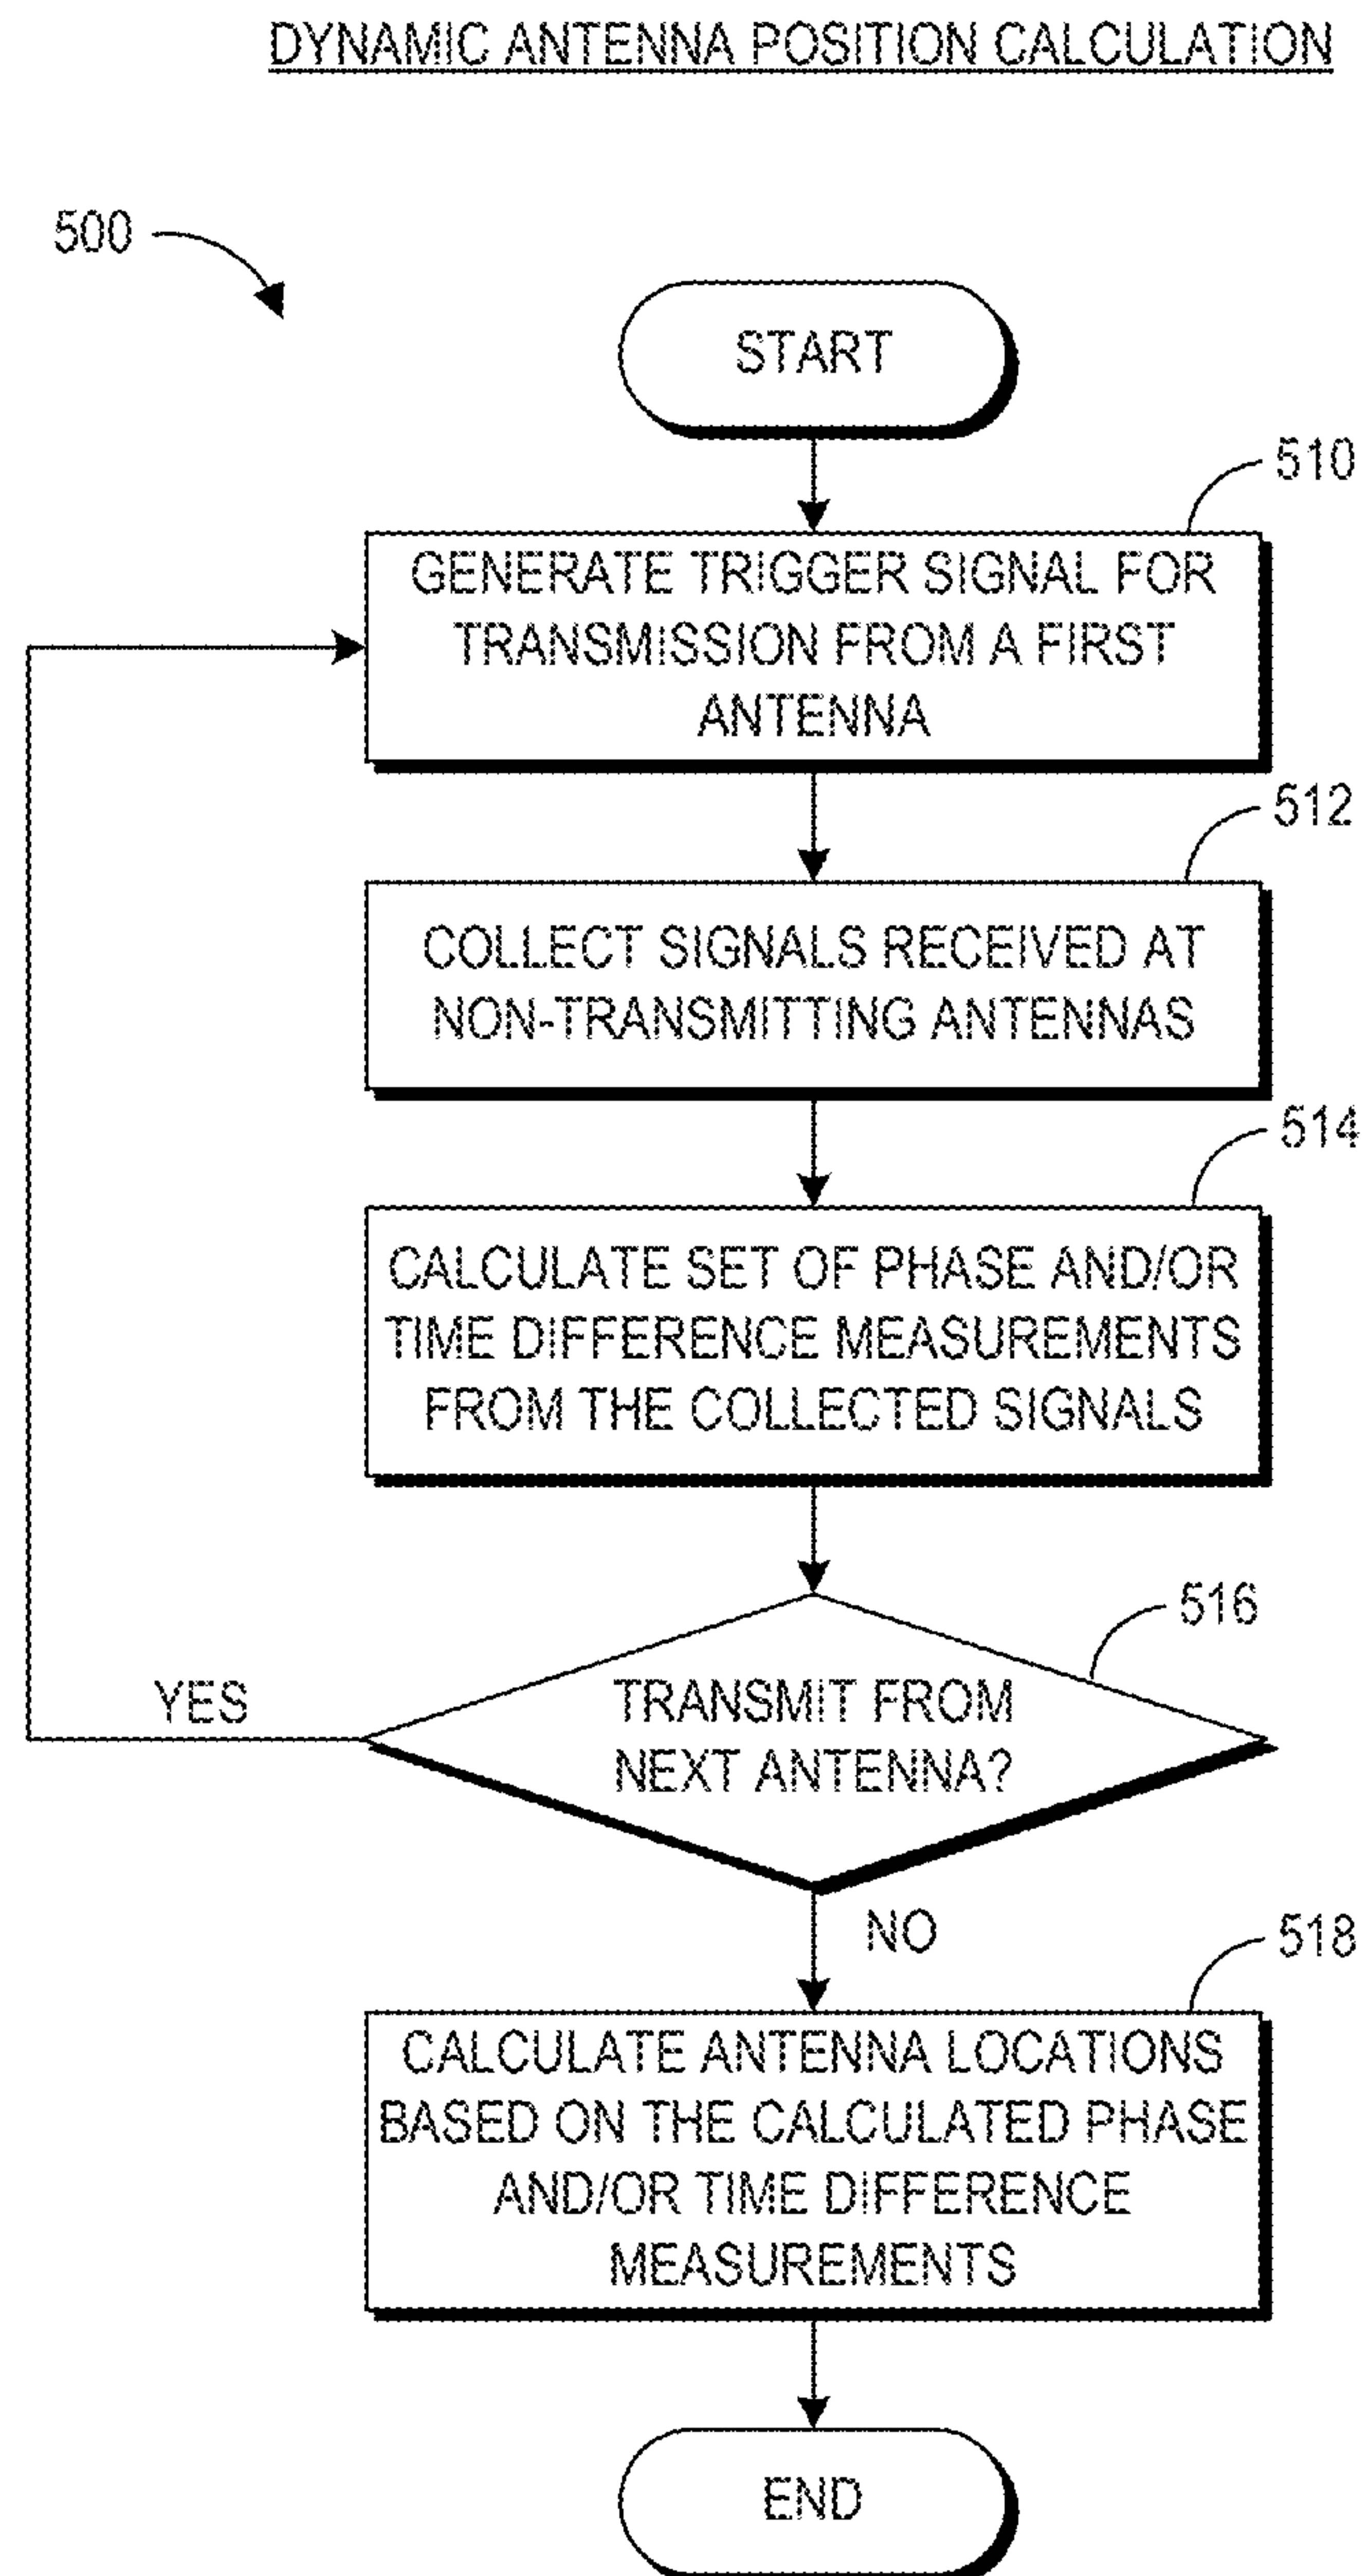 DYNAMIC ANTENNA POSITION CALCULATION
500
START
510
GENERATE TRIGGER SIGNAL FOR
TRANSMISSION FROM A FIRST
ANTENNA
512
COLLECT SIGNALS RECEIVED AT
NON-TRANSMITTING ANTENNAS
514
CALCULATE SET OF PHASE AND/OR
TIME DIFFERENCE MEASUREMENTS
FROM THE COLLECTED SIGNALS
516
TRANSMIT FROM
NEXT ANTENNA?
YES
NO
518
CALCULATE ANTENNA LOCATIONS
BASED ON THE CALCULATED PHASE
AND/OR TIME DIFFERENCE
MEASUREMENTS
END